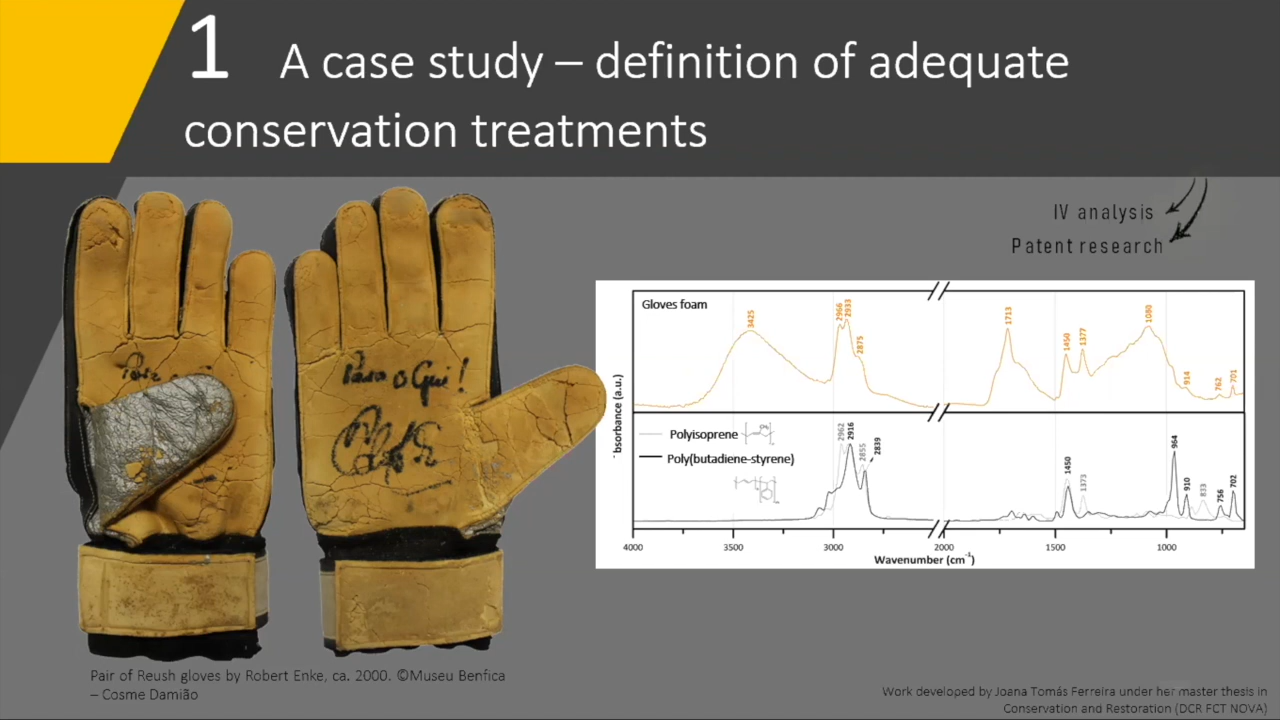 1 A case study – definition of adequate
conservation treatments
IV analysis
Patent research
Para o Gui!
Gloves foam
3425
2966
2933
2875
1713
1450
1377
1080
914
762
701
bsorbance (a.u.)
Polyisoprene
CH₃
n
Poly(butadiene-styrene)
2962
2916
2855
2839
1450
1373
964
910
833
756
702
4000
3500
3000
2000
1500
1000
Wavenumber (cm⁻¹)
Pair of Reush gloves by Robert Enke, ca. 2000. ©Museu Benfica
– Cosme Damião
Work developed by Joana Tomás Ferreira under her master thesis in
Conservation and Restoration (DCR FCT NOVA)